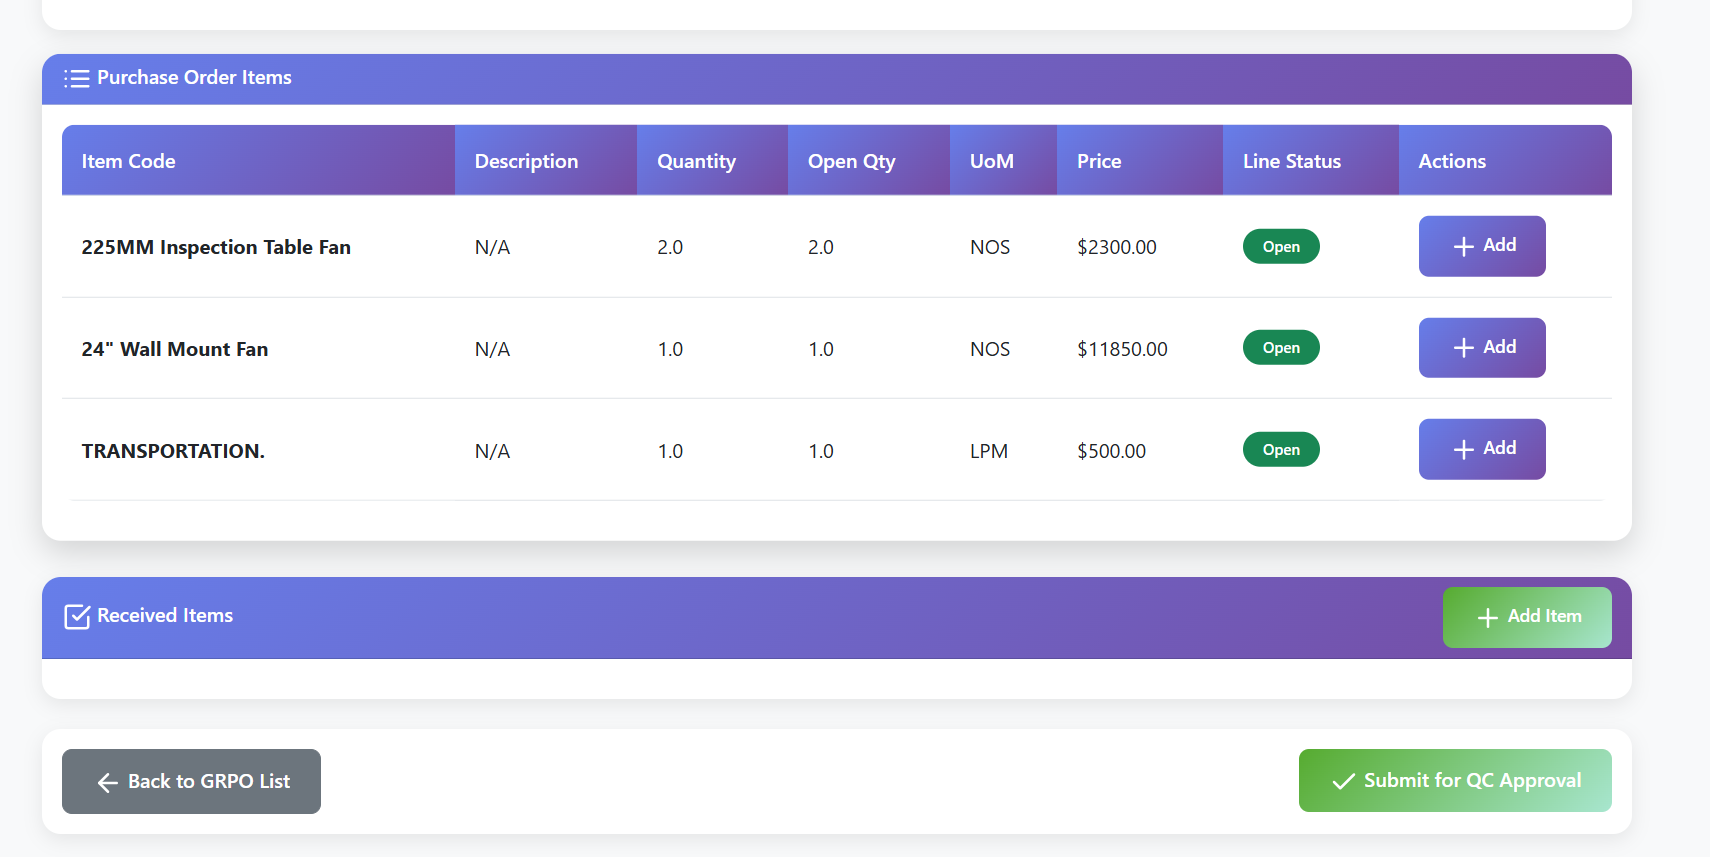 Purchase Order Items
Item Code Description Quantity Open Qty UoM Price Line Status Actions
225MM Inspection Table Fan N/A 2.0 2.0 NOS $2300.00 Open Add
24" Wall Mount Fan N/A 1.0 1.0 NOS $11850.00 Open Add
TRANSPORTATION. N/A 1.0 1.0 LPM $500.00 Open Add
Received Items Add Item
Back to GRPO List Submit for QC Approval